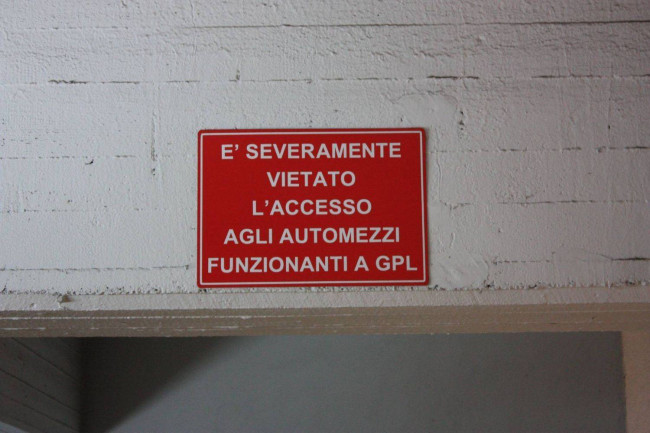 E' SEVERAMENTE
VIETATO
L'ACCESSO
AGLI AUTOMEZZI
FUNZIONANTI A GPL